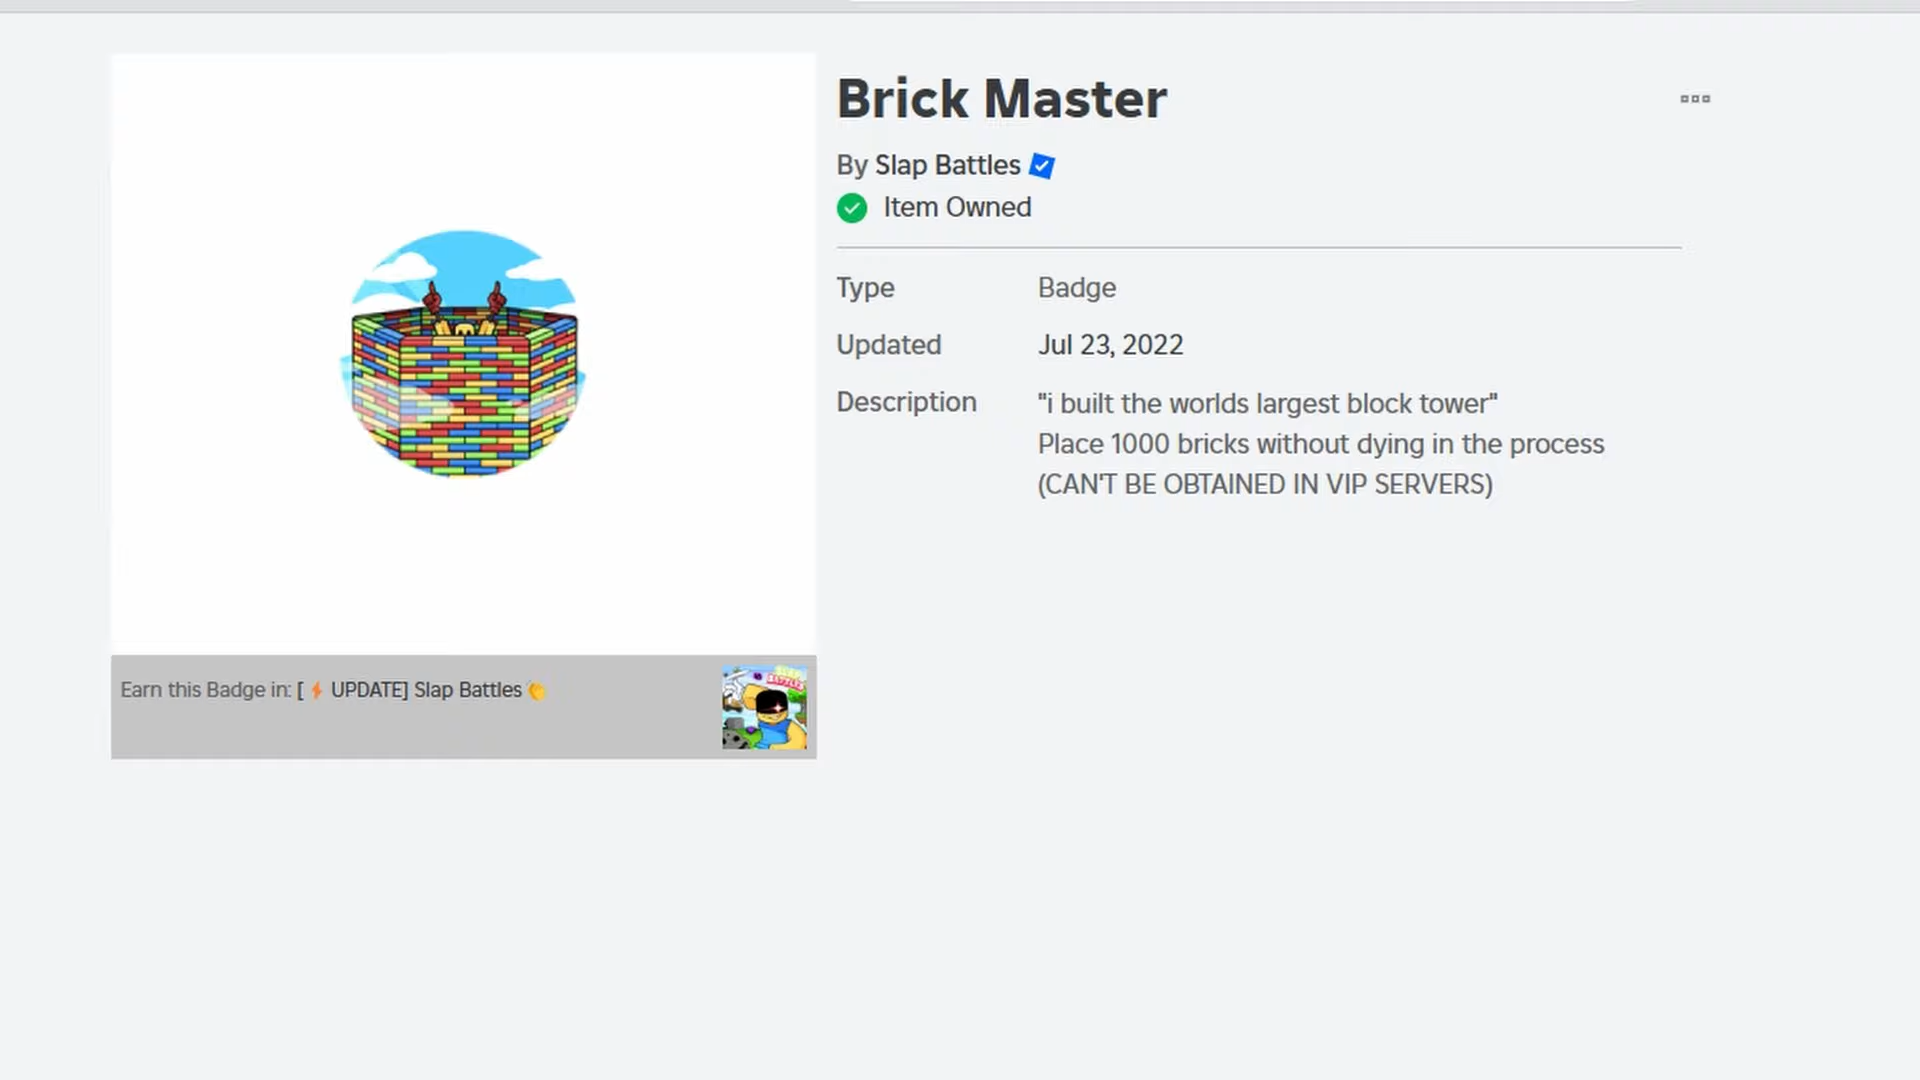 Brick Master
By Slap Battles
Item Owned
Type Badge
Updated Jul 23, 2022
Description "i built the worlds largest block tower"
Place 1000 bricks without dying in the process
(CAN'T BE OBTAINED IN VIP SERVERS)
Earn this Badge in: [⚡ UPDATE] Slap Battles 👏